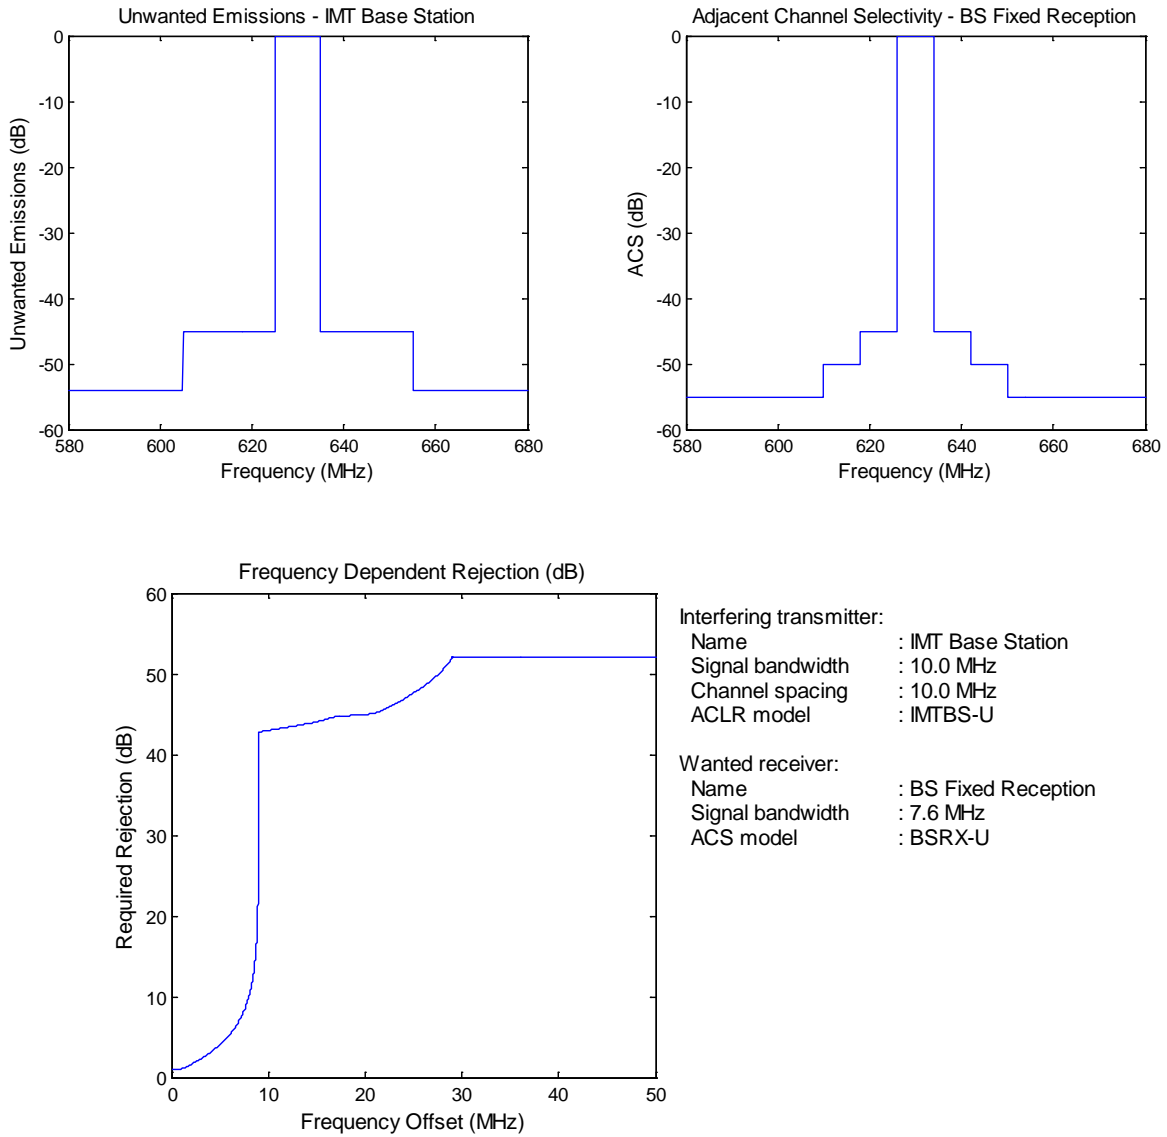 Unwanted Emissions - IMT Base Station
0
-10
-20
-30
-40
-50
-60
Unwanted Emissions (dB)
580 600 620 640 660 680
Frequency (MHz)
Adjacent Channel Selectivity - BS Fixed Reception
0
-10
-20
-30
-40
-50
-60
ACS (dB)
580 600 620 640 660 680
Frequency (MHz)
Frequency Dependent Rejection (dB)
60
50
40
30
20
10
0
Required Rejection (dB)
0 10 20 30 40 50
Frequency Offset (MHz)
Interfering transmitter:
Name : IMT Base Station
Signal bandwidth : 10.0 MHz
Channel spacing : 10.0 MHz
ACLR model : IMTBS-U
Wanted receiver:
Name : BS Fixed Reception
Signal bandwidth : 7.6 MHz
ACS model : BSRX-U